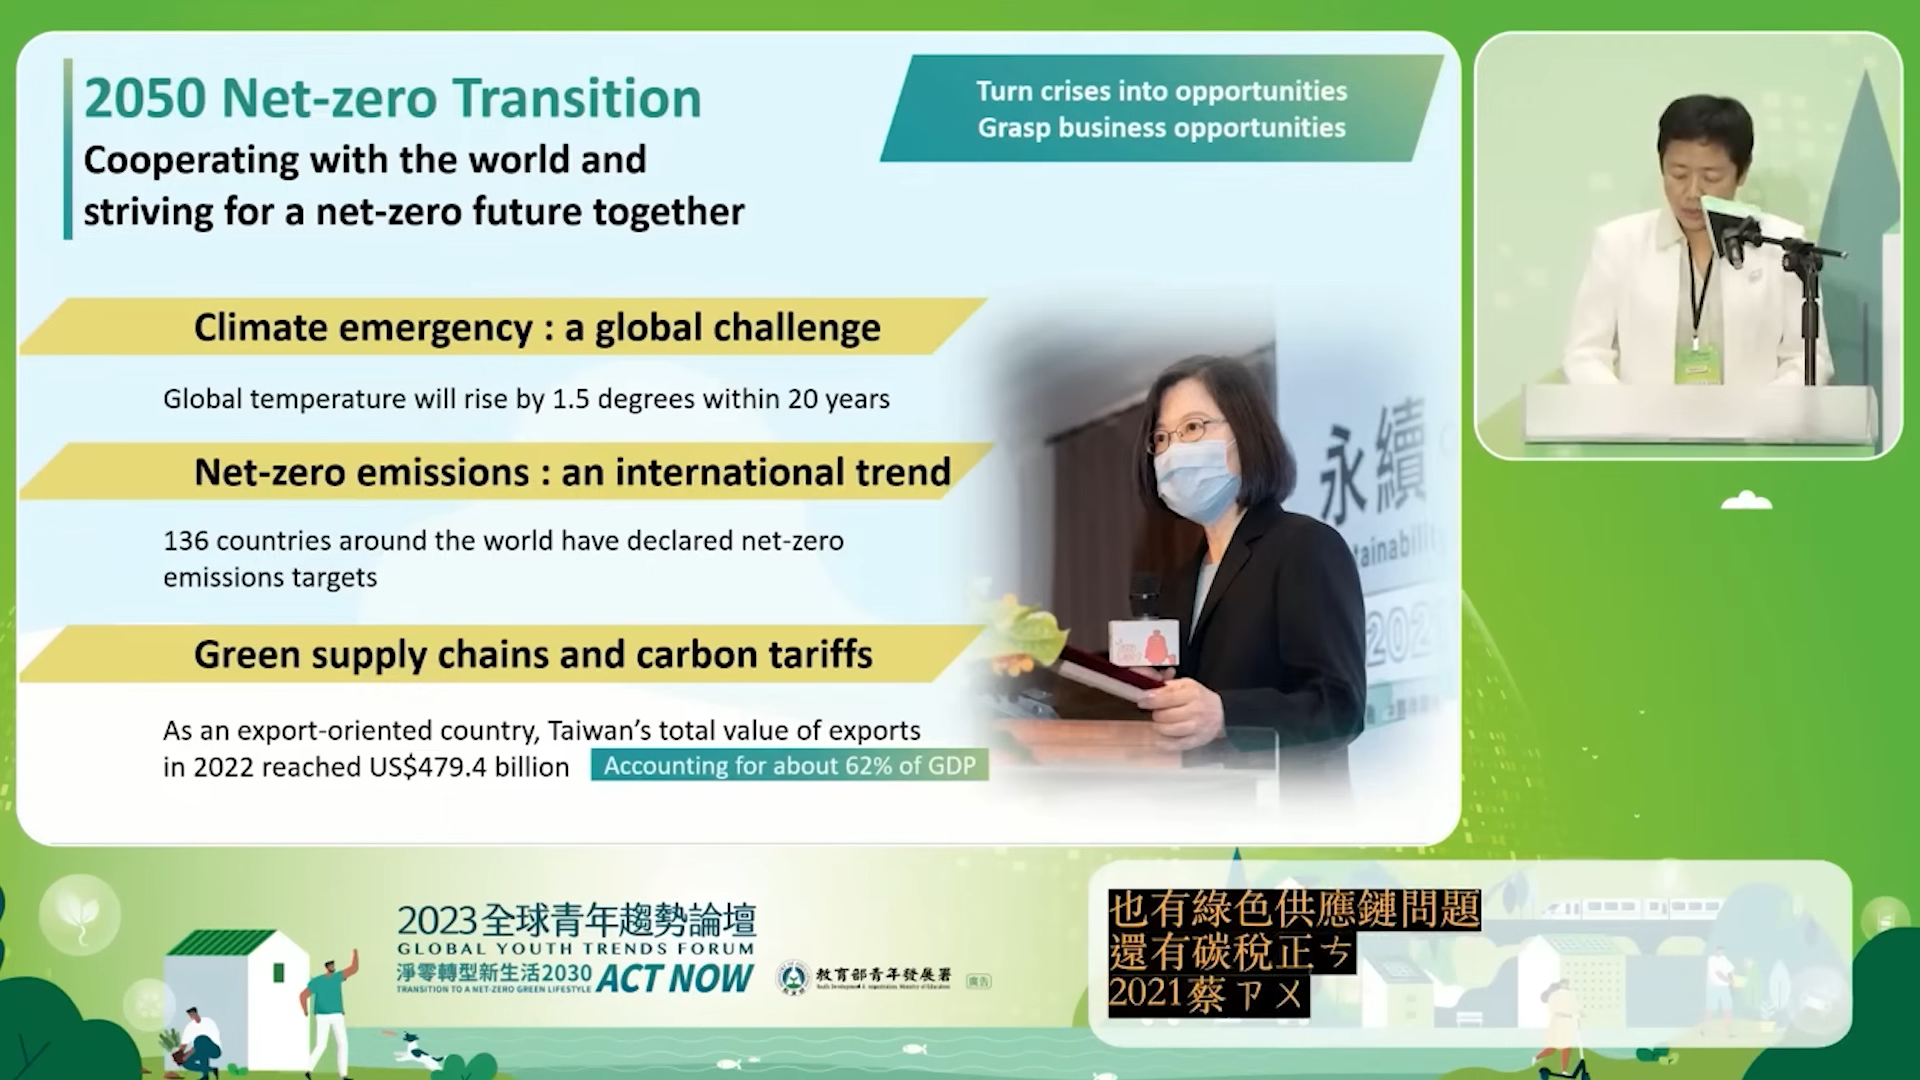 2050 Net-zero Transition
Cooperating with the world and
striving for a net-zero future together
Turn crises into opportunities
Grasp business opportunities
Climate emergency : a global challenge
Global temperature will rise by 1.5 degrees within 20 years
Net-zero emissions : an international trend
136 countries around the world have declared net-zero
emissions targets
Green supply chains and carbon tariffs
As an export-oriented country, Taiwan's total value of exports
in 2022 reached US$479.4 billion
Accounting for about 62% of GDP
永續
tainability
202
2023全球青年趨勢論壇
GLOBAL YOUTH TRENDS FORUM
淨零轉型新生活2030 ACT NOW
TRANSITION TO A NET-ZERO GREEN LIFESTYLE
教育部青年發展署
廣告
也有綠色供應鏈問題
還有碳稅正ㄘ
2021蔡ㄗㄨ